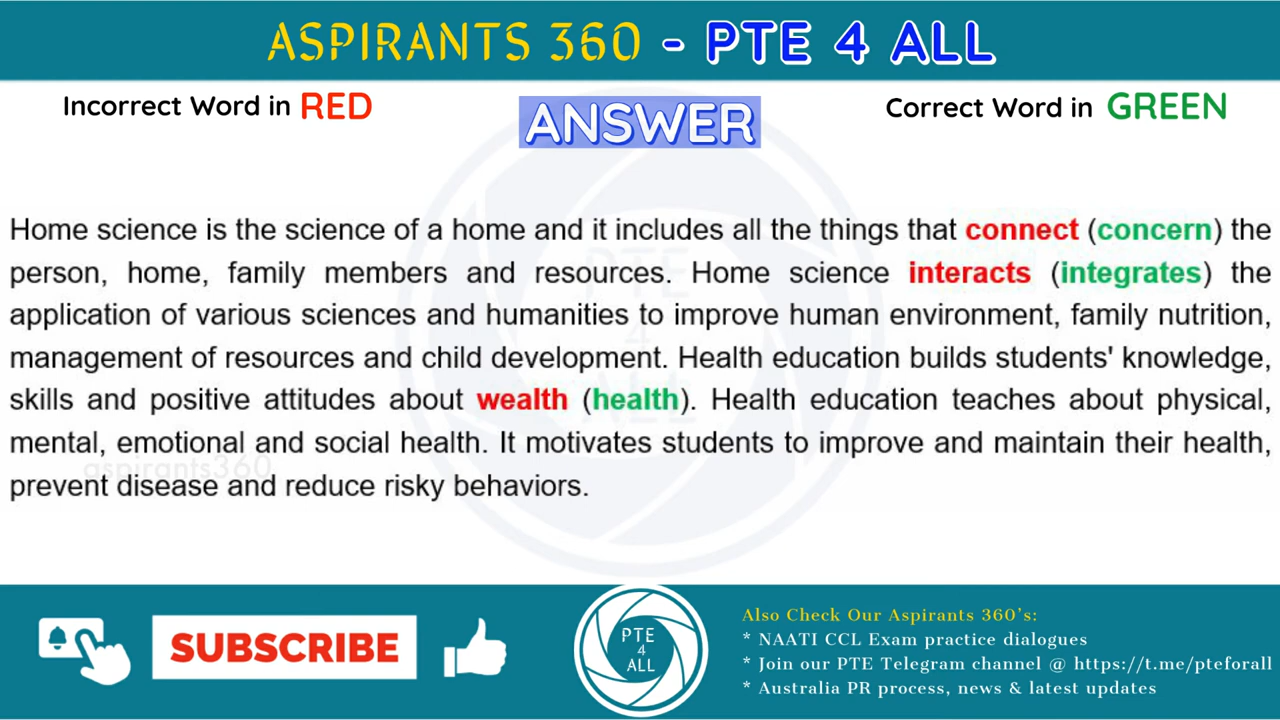 ASPIRANTS 360 - PTE 4 ALL
Incorrect Word in RED
ANSWER
Correct Word in GREEN
Home science is the science of a home and it includes all the things that connect (concern) the
person, home, family members and resources. Home science interacts (integrates) the
application of various sciences and humanities to improve human environment, family nutrition,
management of resources and child development. Health education builds students' knowledge,
skills and positive attitudes about wealth (health). Health education teaches about physical,
mental, emotional and social health. It motivates students to improve and maintain their health,
prevent disease and reduce risky behaviors.
PTE
4
ALL
aspirants360
SUBSCRIBE
PTE
4
ALL
Also Check Our Aspirants 360's:
* NAATI CCL Exam practice dialogues
* Join our PTE Telegram channel @ https://t.me/pteforall
* Australia PR process, news & latest updates